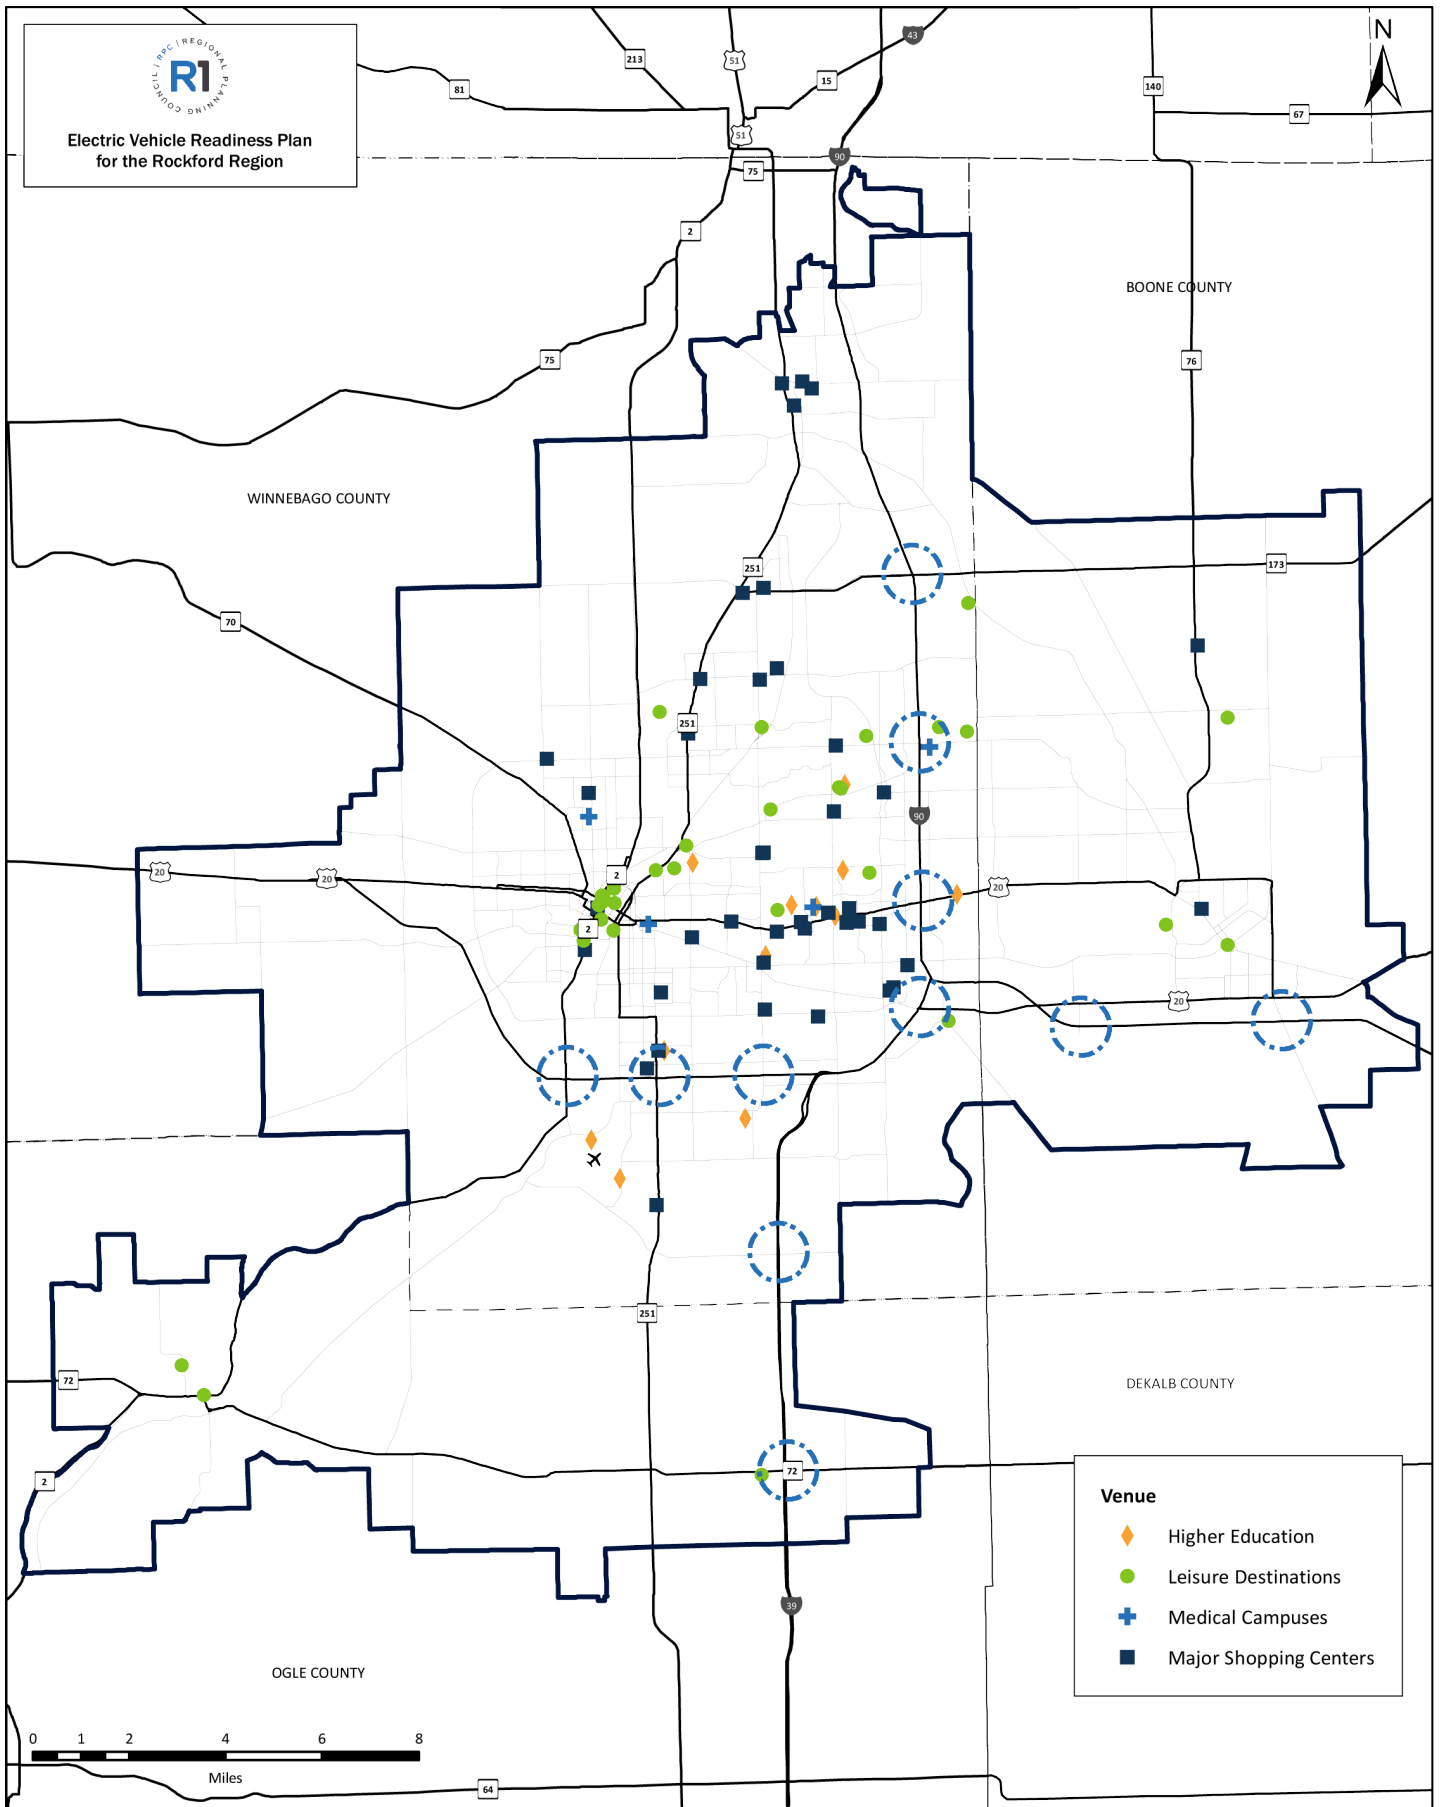 RPC | REGIONAL PLANNING COUNCIL |
R1
Electric Vehicle Readiness Plan
for the Rockford Region
N
43
213
51
15
81
140
67
51
90
75
2
BOONE COUNTY
75
76
WINNEBAGO COUNTY
251
173
70
251
90
20
20
2
20
2
20
251
72
DEKALB COUNTY
2
72
39
OGLE COUNTY
64
Venue
Higher Education
Leisure Destinations
Medical Campuses
Major Shopping Centers
0 1 2 4 6 8
Miles